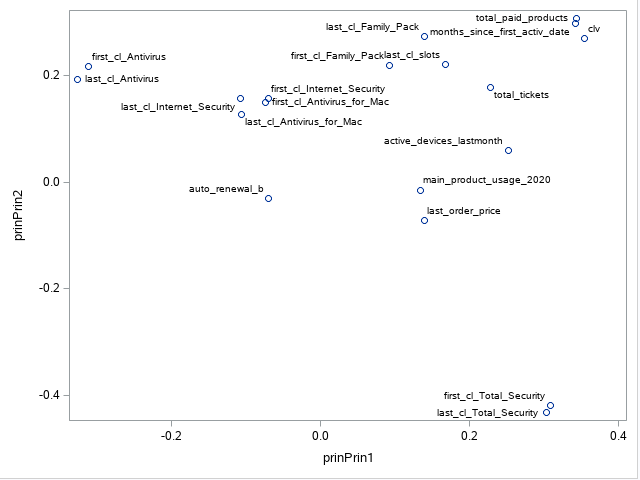 total_paid_products
last_cl_Family_Pack
months_since_first_activ_date
clv
first_cl_Antivirus
first_cl_Family_Pack
last_cl_slots
0.2
last_cl_Antivirus
first_cl_Internet_Security
total_tickets
last_cl_Internet_Security
first_cl_Antivirus_for_Mac
last_cl_Antivirus_for_Mac
active_devices_lastmonth
0.0
main_product_usage_2020
auto_renewal_b
last_order_price
prinPrin2
-0.2
-0.4
first_cl_Total_Security
last_cl_Total_Security
-0.2 0.0 0.2 0.4
prinPrin1